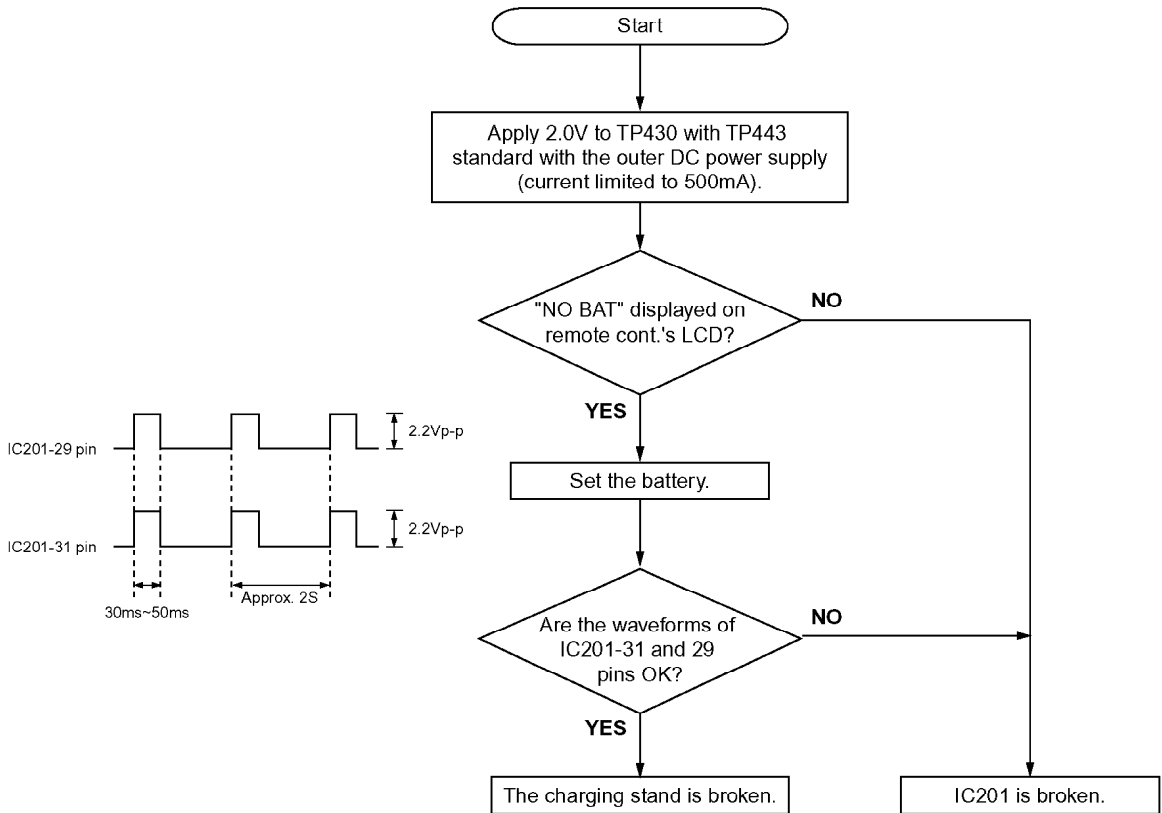 Start
Apply 2.0V to TP430 with TP443
standard with the outer DC power supply
(current limited to 500mA).
"NO BAT" displayed on
remote cont.'s LCD?
NO
YES
Set the battery.
IC201-29 pin
2.2Vp-p
IC201-31 pin
2.2Vp-p
30ms~50ms
Approx. 2S
Are the waveforms of
IC201-31 and 29
pins OK?
NO
YES
The charging stand is broken.
IC201 is broken.